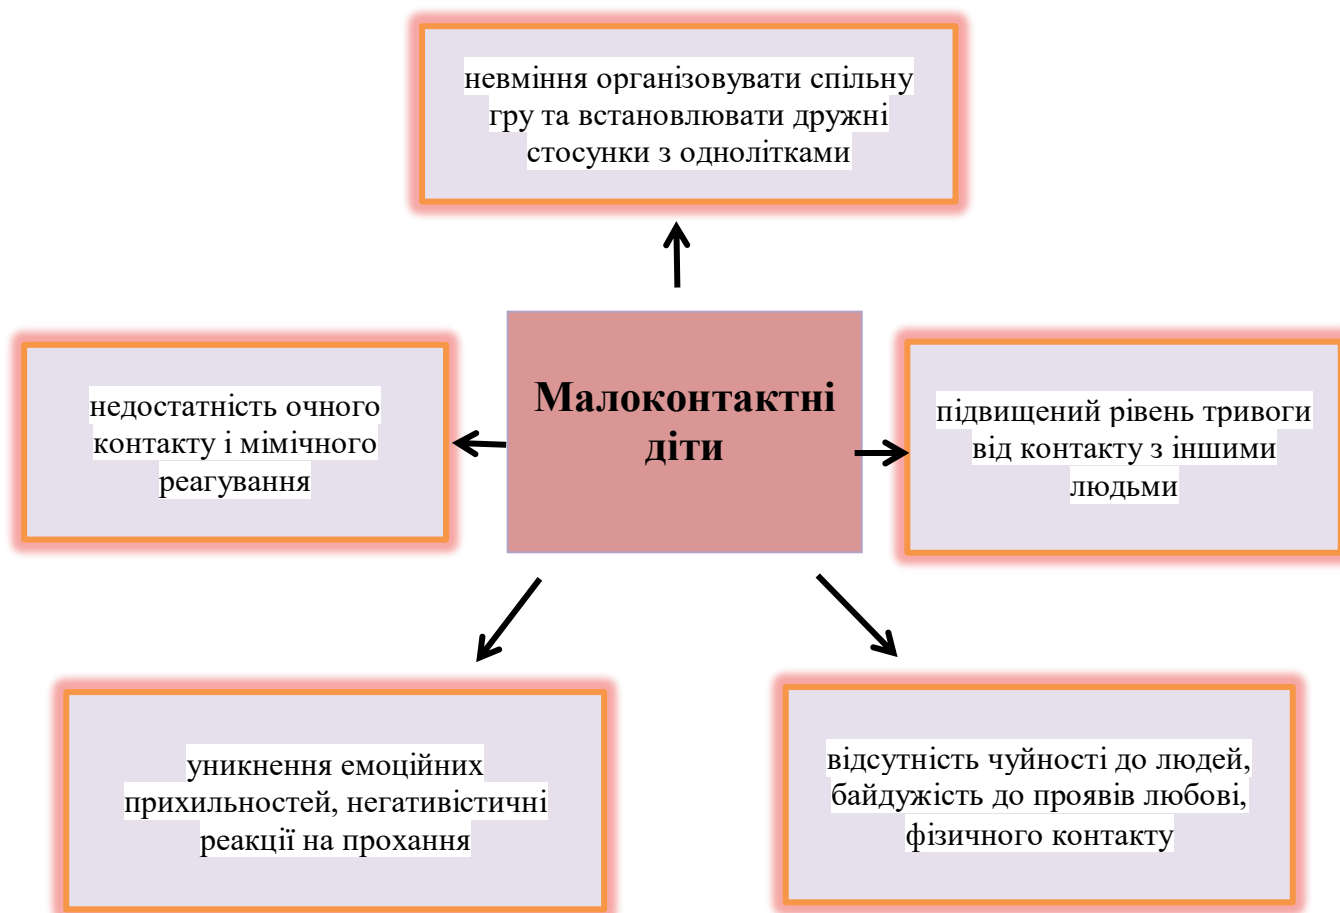 невміння організовувати спільну
гру та встановлювати дружні
стосунки з однолітками
недостатність очного
контакту і мімічного
реагування
Малоконтактні
діти
підвищений рівень тривоги
від контакту з іншими
людьми
уникнення емоційних
прихильностей, негативістичні
реакції на прохання
відсутність чуйності до людей,
байдужість до проявів любові,
фізичного контакту